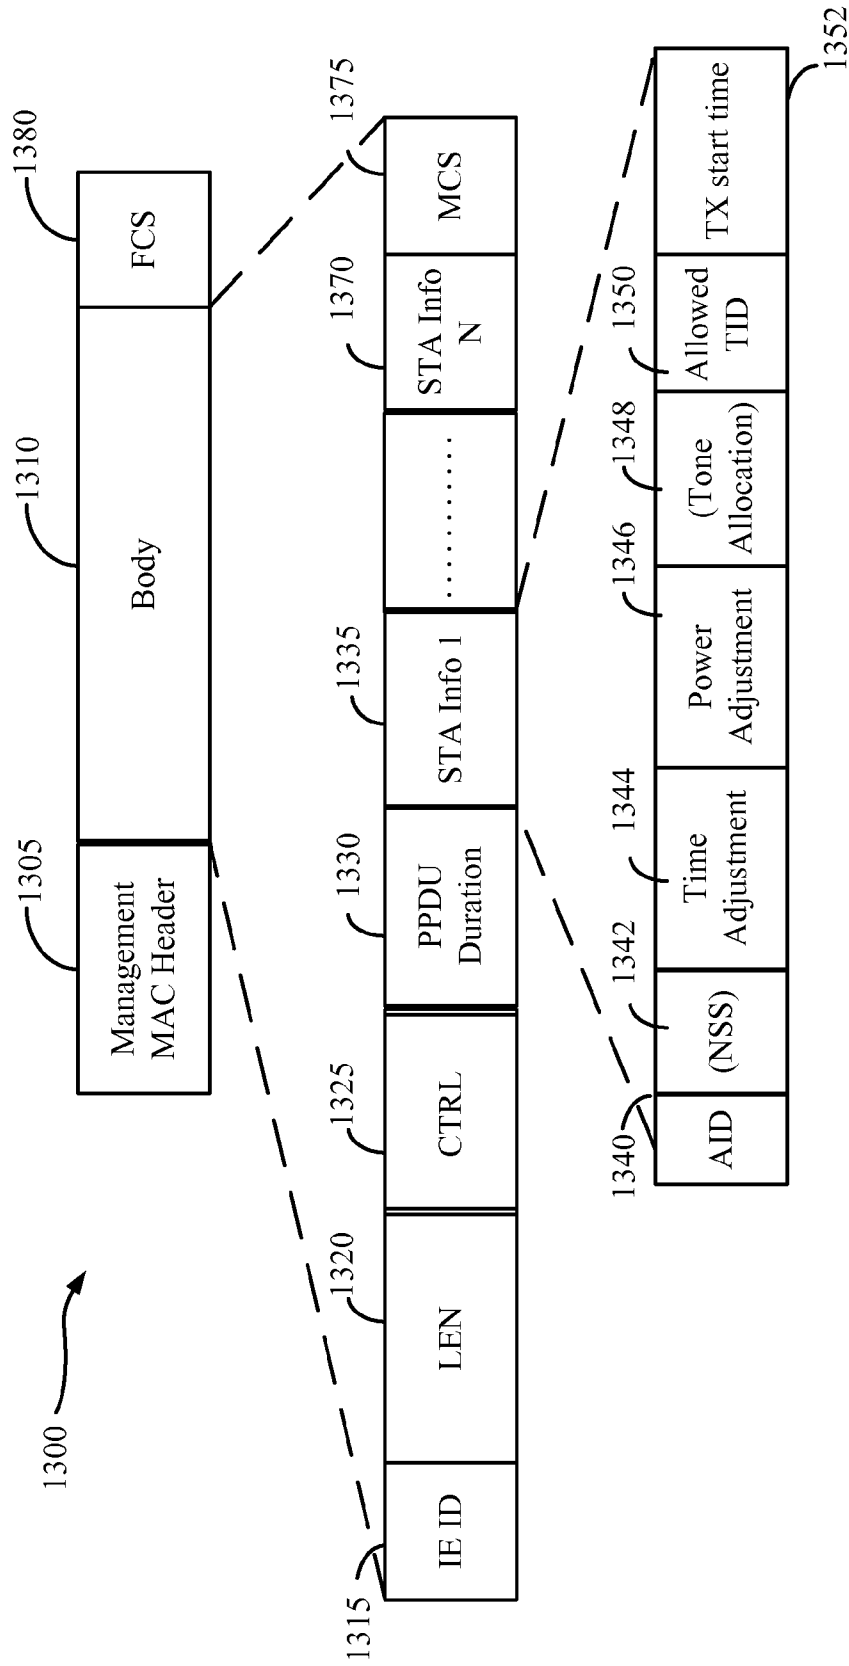 1300
1305
1310
1380
Management
MAC Header
Body
FCS
1315
1320
1325
1330
1335
1370
1375
IE ID
LEN
CTRL
PPDU
Duration
STA Info 1
............
STA Info
N
MCS
1340
1342
1344
1346
1348
1350
AID
(NSS)
Time
Adjustment
Power
Adjustment
(Tone
Allocation)
Allowed
TID
TX start time
1352